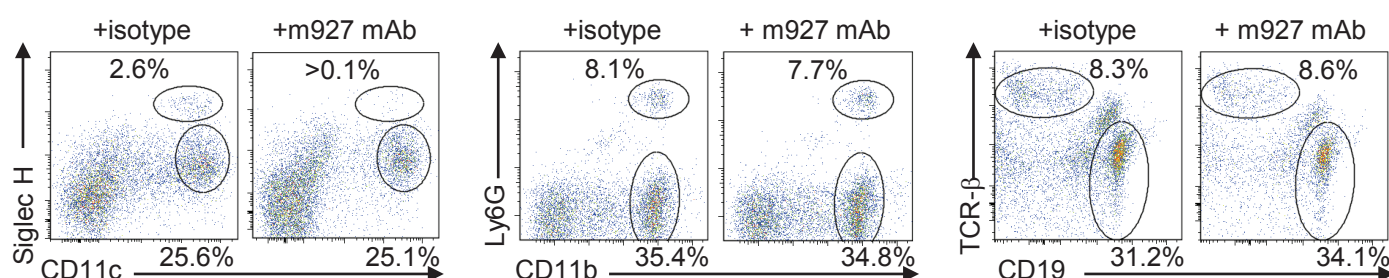 +isotype +m927 mAb +isotype + m927 mAb +isotype + m927 mAb
2.6% >0.1% 8.1% 7.7% 8.3% 8.6%
Siglec H
Ly6G
TCR-β
25.6% 25.1% 35.4% 34.8% 31.2% 34.1%
CD11c CD11b CD19